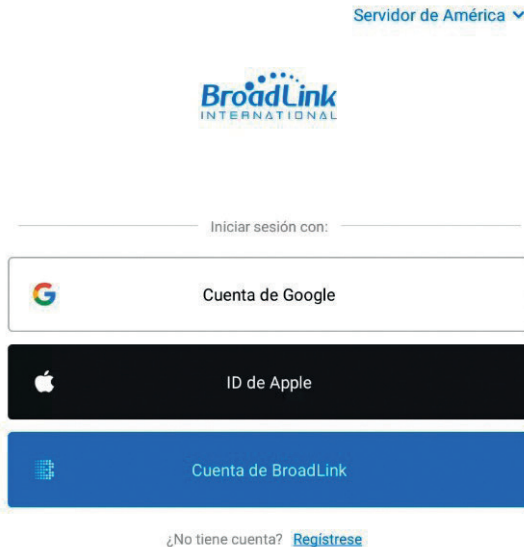 Servidor de América
BroadLink
INTERNATIONAL
Iniciar sesión con:
Cuenta de Google
ID de Apple
Cuenta de BroadLink
¿No tiene cuenta? Regístrese